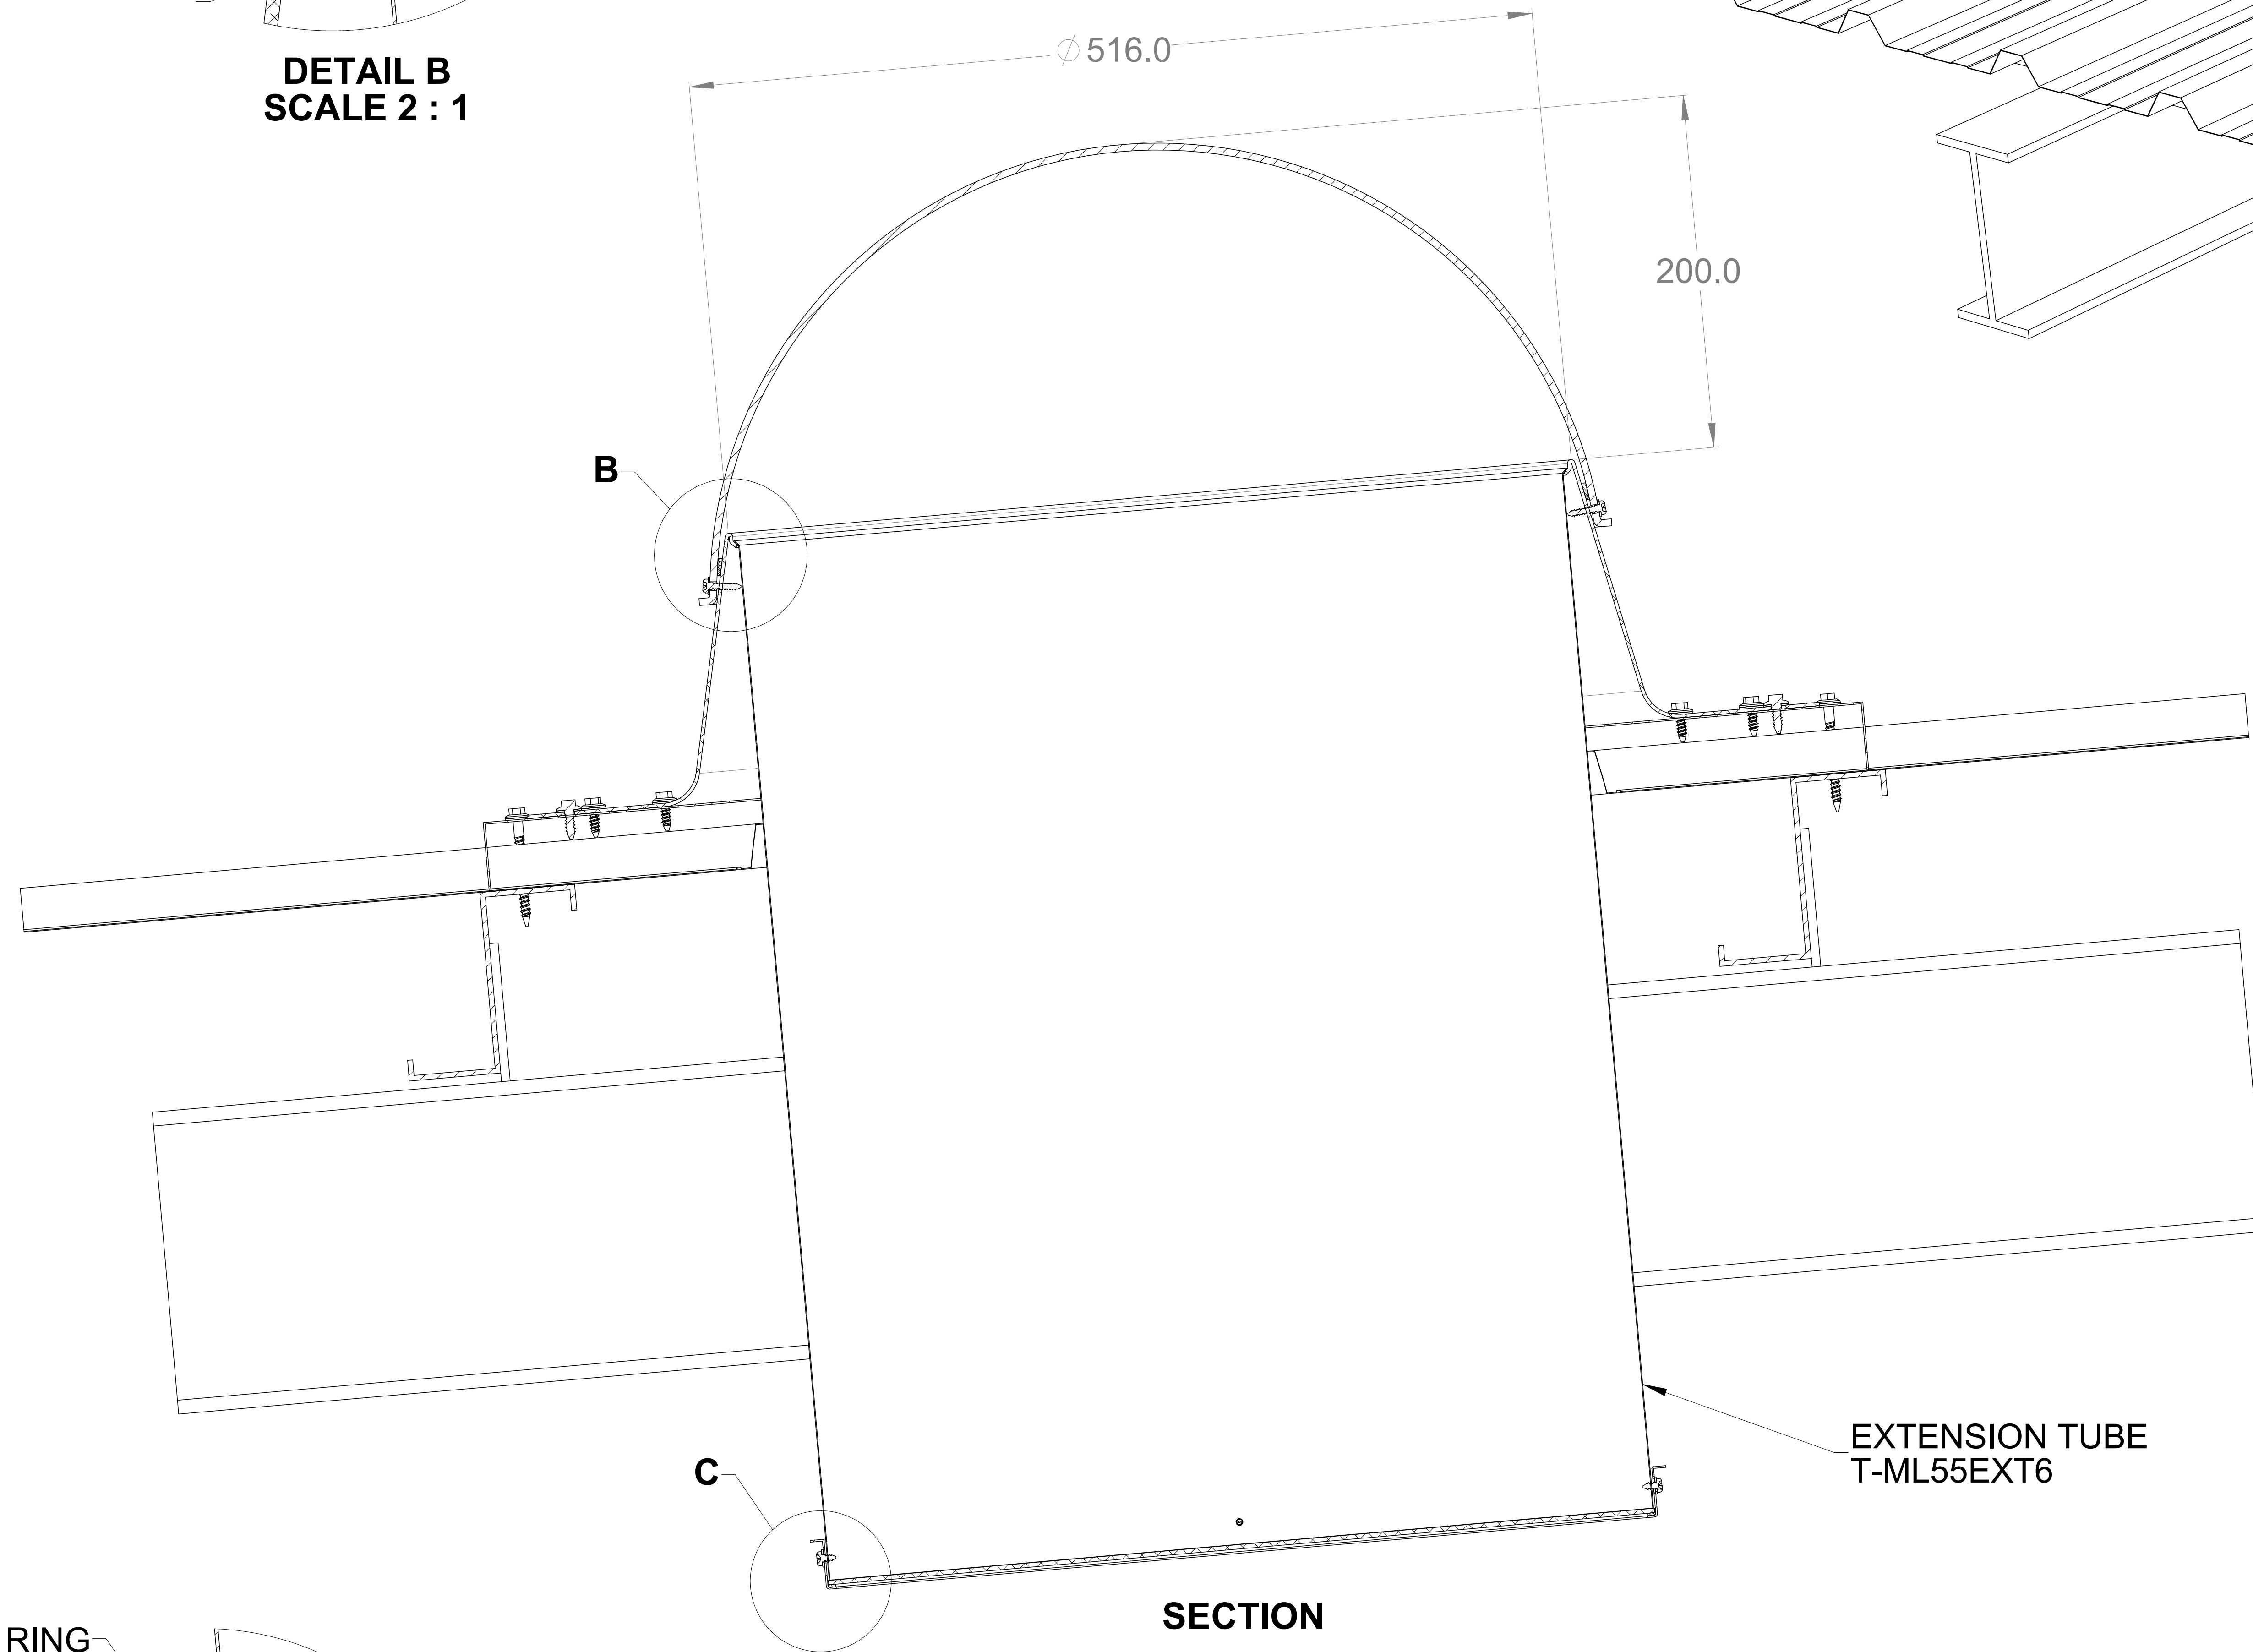 DETAIL B
SCALE 2 : 1
∅ 516.0
200.0
B
C
EXTENSION TUBE
T-ML55EXT6
SECTION
RING